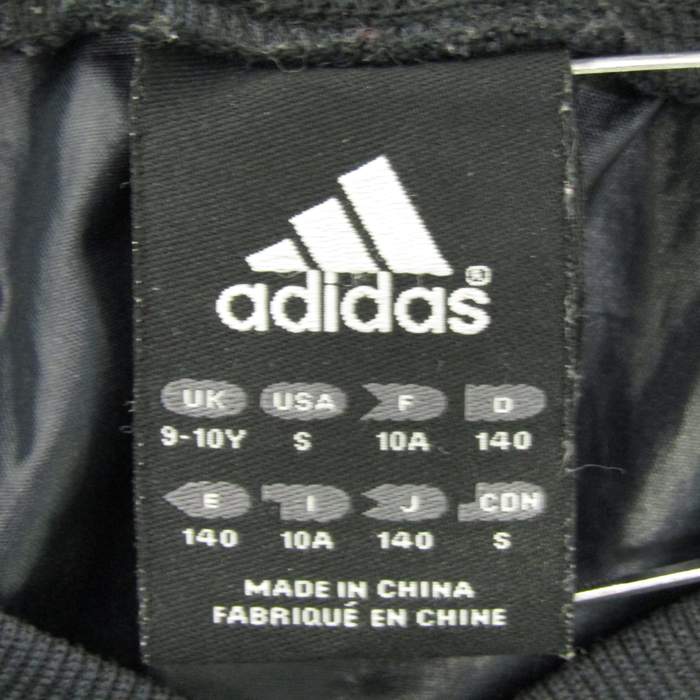 adidas®
UK USA F D
9-10Y S 10A 140
E I J CDN
140 10A 140 S
MADE IN CHINA
FABRIQUÉ EN CHINE